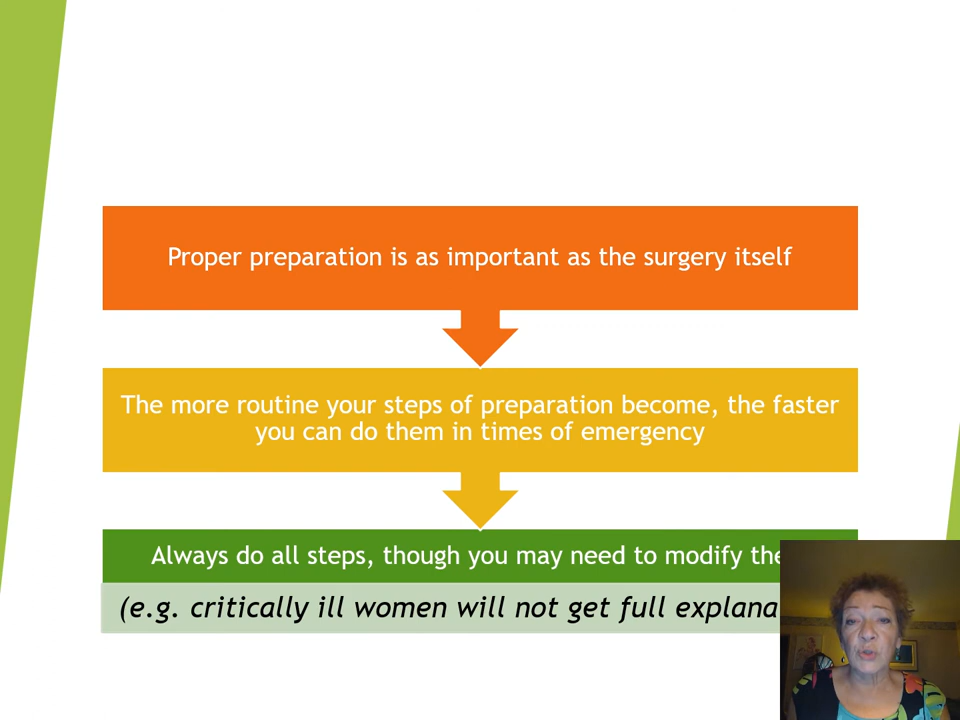 Proper preparation is as important as the surgery itself
The more routine your steps of preparation become, the faster
you can do them in times of emergency
Always do all steps, though you may need to modify
(e.g. critically ill women will not get full